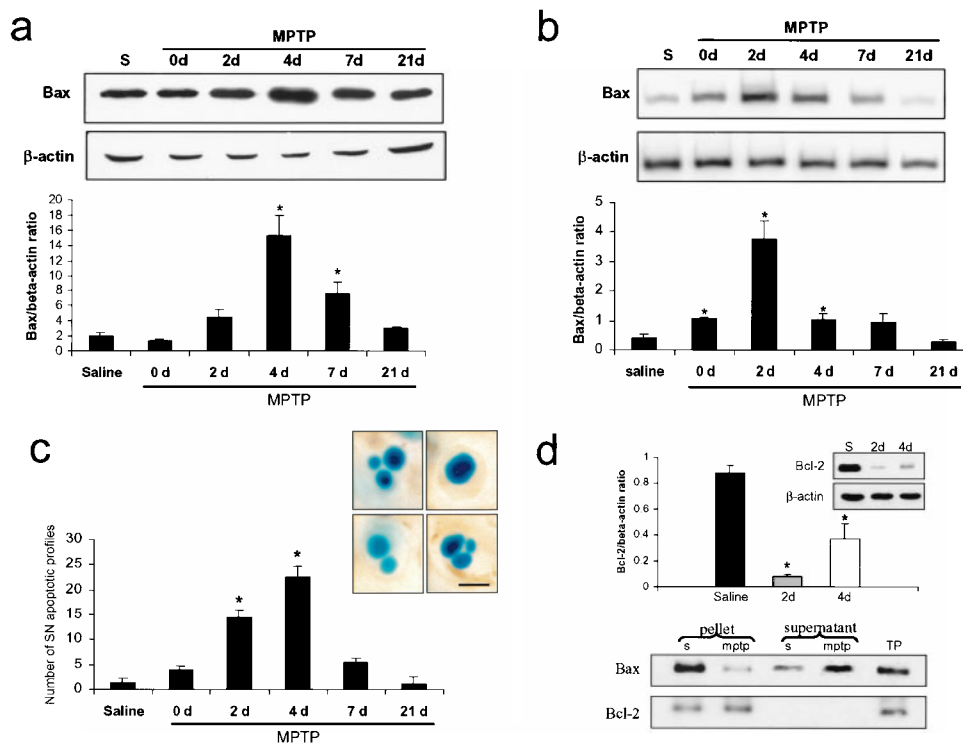 a
MPTP
S 0d 2d 4d 7d 21d
Bax
β-actin
Bax/beta-actin ratio
20
18
16
14
12
10
8
6
4
2
0
*
*
Saline 0 d 2 d 4 d 7 d 21 d
MPTP
b
MPTP
S 0d 2d 4d 7d 21d
Bax
β-actin
Bax/beta-actin ratio
5
4
3
2
1
0
*
*
*
saline 0 d 2 d 4 d 7 d 21 d
MPTP
c
Number of SN apoptotic profiles
30
25
20
15
10
5
0
*
*
Saline 0 d 2 d 4 d 7 d 21 d
MPTP
d
S 2d 4d
Bcl-2
β-actin
Bcl-2/beta-actin ratio
1
0.8
0.6
0.4
0.2
0
*
*
Saline 2d 4d
pellet supernatant
s mptp s mptp TP
Bax
Bcl-2